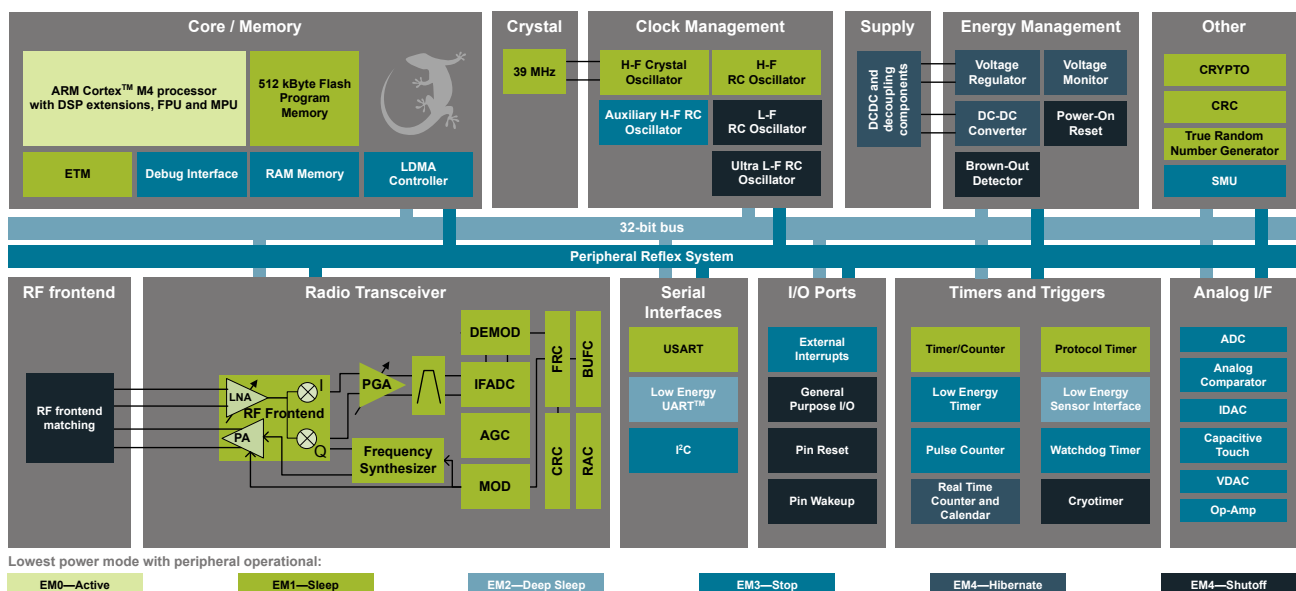 Core / Memory
ARM Cortex™ M4 processor
with DSP extensions, FPU and MPU
512 kByte Flash
Program
Memory
ETM
Debug Interface
RAM Memory
LDMA
Controller
Crystal
39 MHz
Clock Management
H-F Crystal
Oscillator
H-F
RC Oscillator
Auxiliary H-F RC
Oscillator
L-F
RC Oscillator
Ultra L-F RC
Oscillator
Supply
DCDC and
decoupling
components
Energy Management
Voltage
Regulator
Voltage
Monitor
DC-DC
Converter
Power-On
Reset
Brown-Out
Detector
Other
CRYPTO
CRC
True Random
Number Generator
SMU
32-bit bus
Peripheral Reflex System
RF frontend
RF frontend
matching
Radio Transceiver
LNA
RF Frontend
PA
I
Q
PGA
Frequency
Synthesizer
DEMOD
IFADC
AGC
MOD
FRC
BUFC
CRC
RAC
Serial
Interfaces
USART
Low Energy
UART™
I²C
I/O Ports
External
Interrupts
General
Purpose I/O
Pin Reset
Pin Wakeup
Timers and Triggers
Timer/Counter
Protocol Timer
Low Energy
Timer
Low Energy
Sensor Interface
Pulse Counter
Watchdog Timer
Real Time
Counter and
Calendar
Cryotimer
Analog I/F
ADC
Analog
Comparator
IDAC
Capacitive
Touch
VDAC
Op-Amp
Lowest power mode with peripheral operational:
EM0—Active
EM1—Sleep
EM2—Deep Sleep
EM3—Stop
EM4—Hibernate
EM4—Shutoff